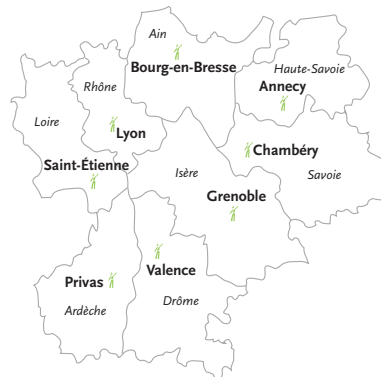 Ain
Bourg-en-Bresse
Haute-Savoie
Annecy
Rhône
Loire
Lyon
Chambéry
Saint-Étienne
Isère
Savoie
Grenoble
Valence
Privas
Drôme
Ardèche